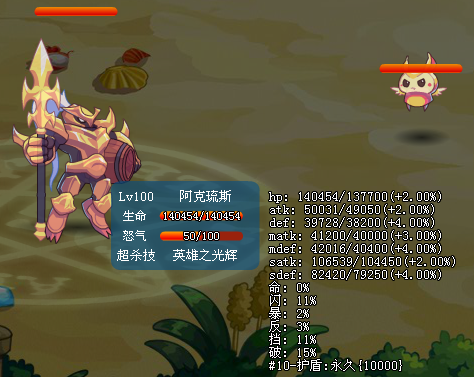 Lv100 阿克琉斯
生命 140454/140454
怒气 50/100
超杀技 英雄之光辉
hp: 140454/137700(+2.00%)
atk: 50031/49050(+2.00%)
def: 39728/38200(+4.00%)
matk: 41200/40000(+3.00%)
mdef: 42016/40400(+4.00%)
satk: 106539/104450(+2.00%)
sdef: 82420/79250(+4.00%)
命: 0%
闪: 11%
暴: 2%
反: 3%
挡: 11%
破: 15%
#10-护盾:永久{10000}